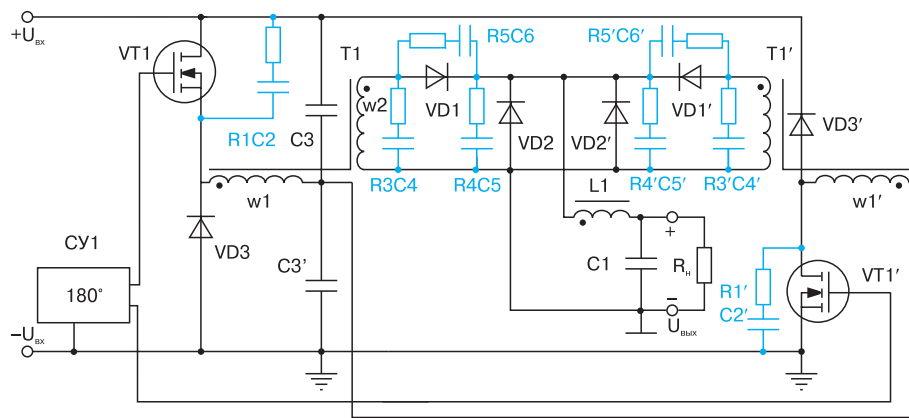 +Uвх
VT1
R1C2
C3
T1
w2
R5C6
VD1
R3C4
R4C5
VD2
VD2′
R5′C6′
VD1′
R4′C5′
R3′C4′
T1′
VD3′
w1
w1′
L1
VD3
C3'
СУ1
180°
C1
+
Rн
−
Uвых
R1′
C2′
VT1′
−Uвх